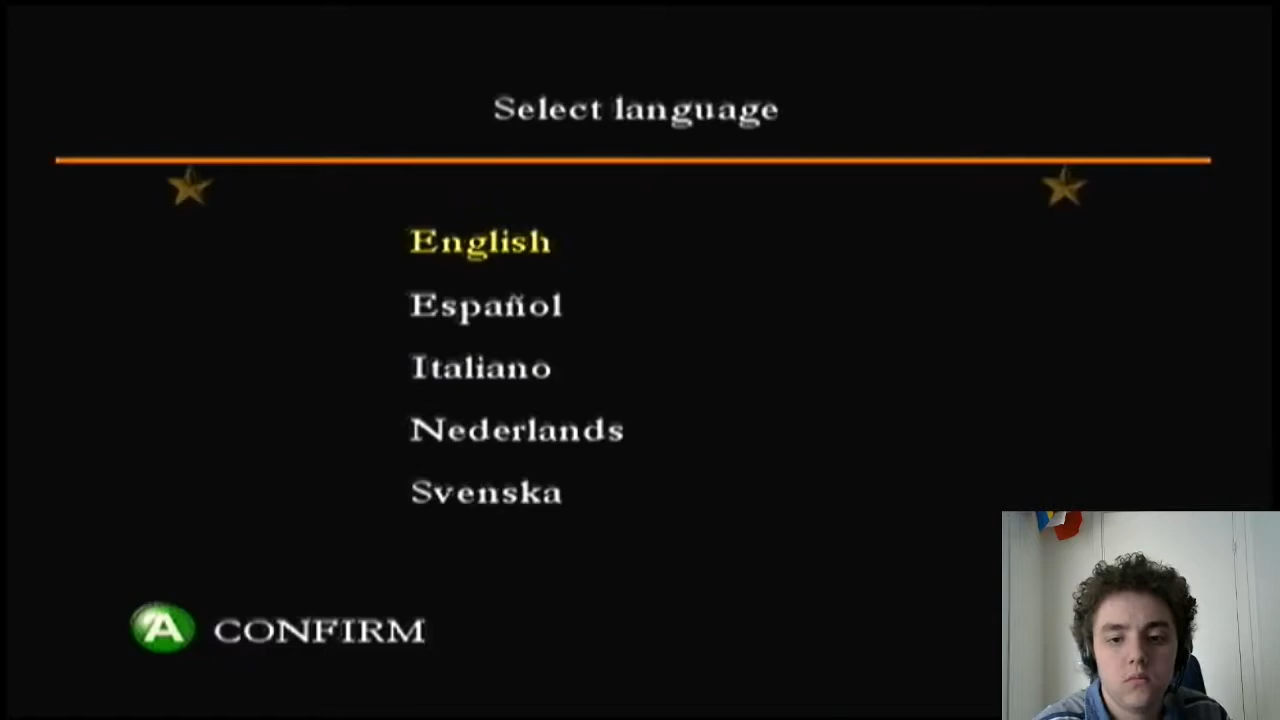 Select language
English
Español
Italiano
Nederlands
Svenska
A CONFIRM